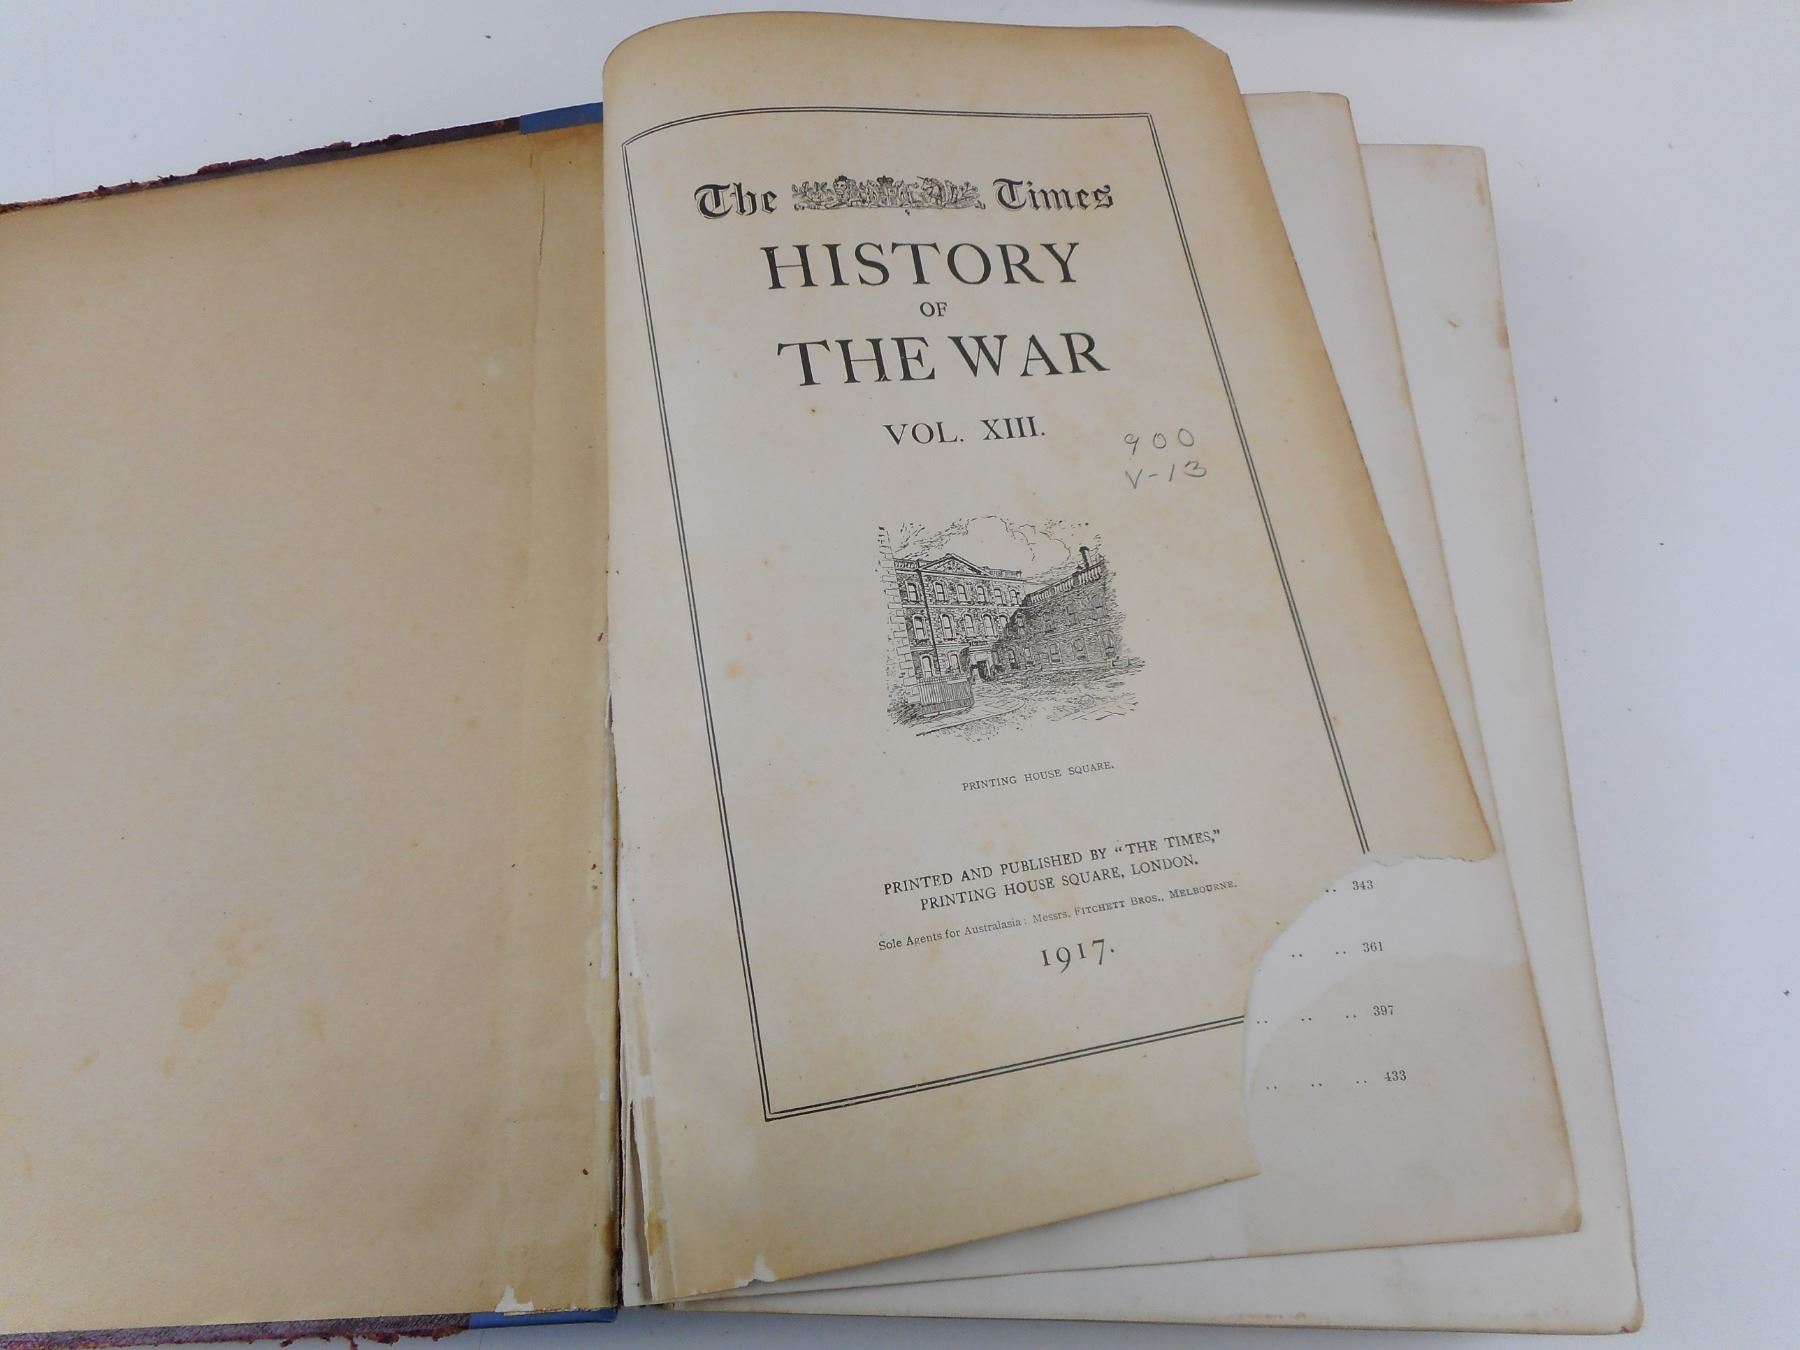 The Times
HISTORY
OF
THE WAR
VOL. XIII.
900
V-13
PRINTING HOUSE SQUARE.
PRINTED AND PUBLISHED BY "THE TIMES,"
PRINTING HOUSE SQUARE, LONDON.
Sole Agents for Australasia: Messrs. FITCHETT BROS., MELBOURNE.
1917.
.. 343
.. .. 361
.. .. .. 397
.. .. .. 433